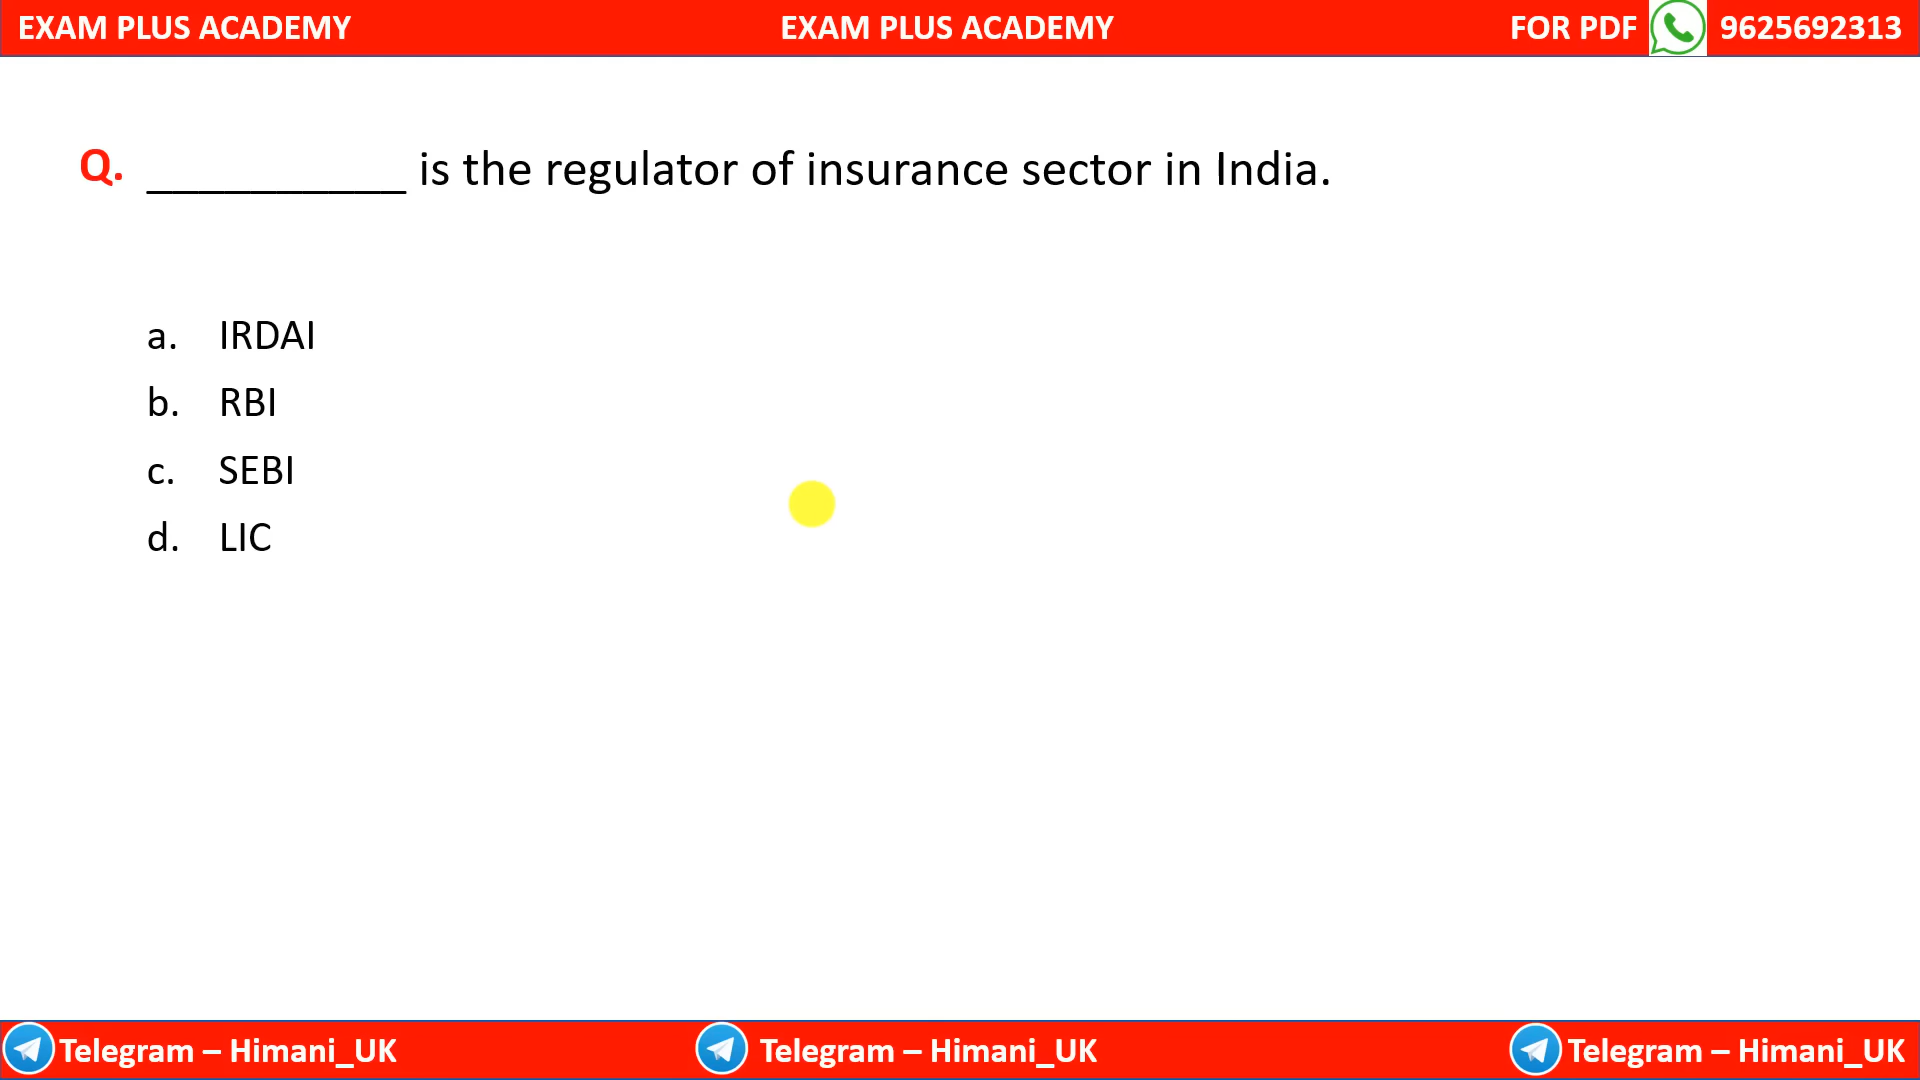 EXAM PLUS ACADEMY EXAM PLUS ACADEMY FOR PDF 9625692313
Q. __________ is the regulator of insurance sector in India.
a. IRDAI
b. RBI
c. SEBI
d. LIC
Telegram – Himani_UK Telegram – Himani_UK Telegram – Himani_UK